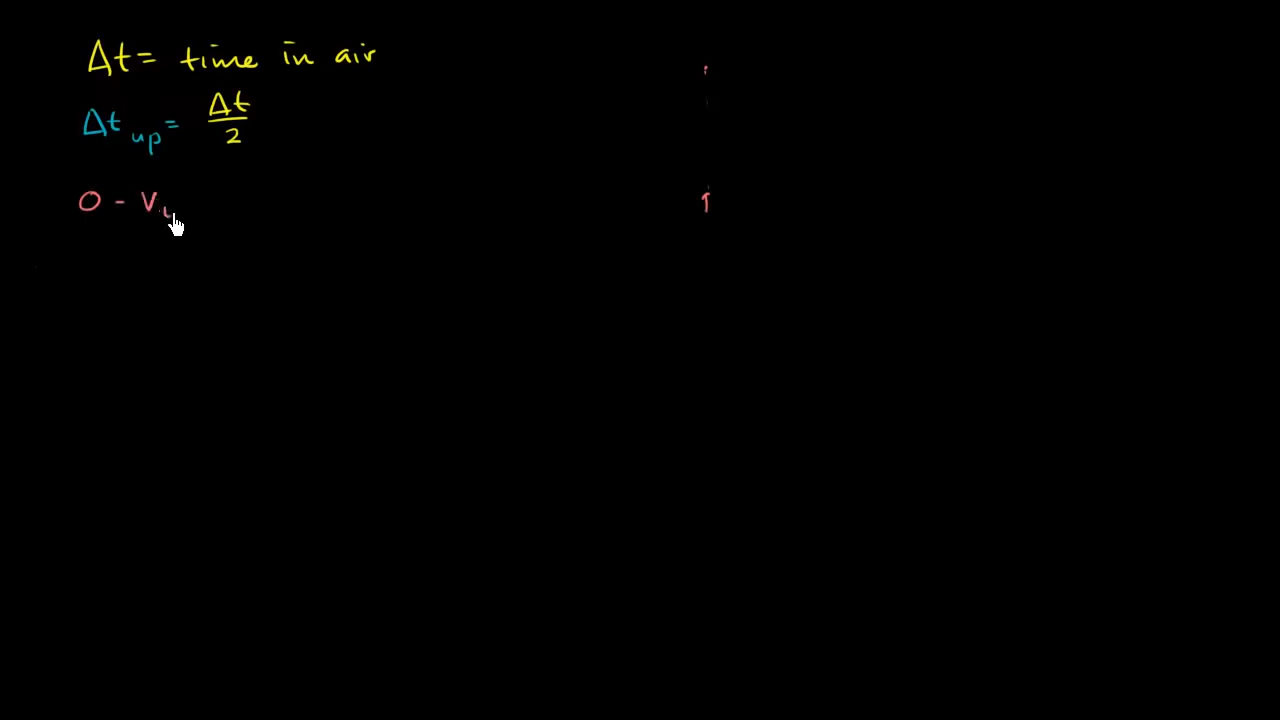 Δt = time in air
Δt up = Δt/2
0 - V